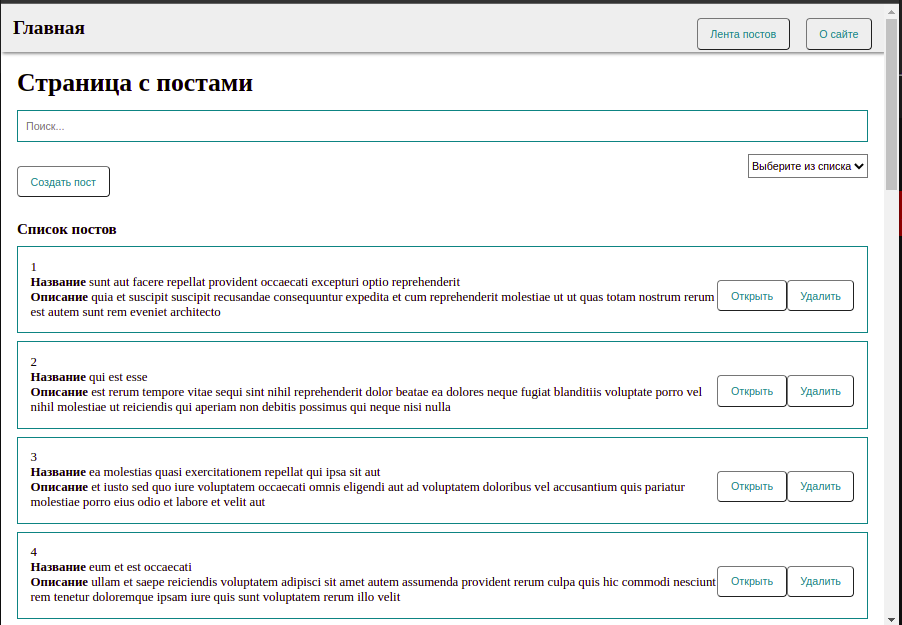 Главная
Лента постов
О сайте
Страница с постами
Поиск...
Выберите из списка
Создать пост
Список постов
1
Название sunt aut facere repellat provident occaecati excepturi optio reprehenderit
Описание quia et suscipit suscipit recusandae consequuntur expedita et cum reprehenderit molestiae ut ut quas totam nostrum rerum
est autem sunt rem eveniet architecto
Открыть
Удалить
2
Название qui est esse
Описание est rerum tempore vitae sequi sint nihil reprehenderit dolor beatae ea dolores neque fugiat blanditiis voluptate porro vel
nihil molestiae ut reiciendis qui aperiam non debitis possimus qui neque nisi nulla
Открыть
Удалить
3
Название ea molestias quasi exercitationem repellat qui ipsa sit aut
Описание et iusto sed quo iure voluptatem occaecati omnis eligendi aut ad voluptatem doloribus vel accusantium quis pariatur
molestiae porro eius odio et labore et velit aut
Открыть
Удалить
4
Название eum et est occaecati
Описание ullam et saepe reiciendis voluptatem adipisci sit amet autem assumenda provident rerum culpa quis hic commodi nesciunt
rem tenetur doloremque ipsam iure quis sunt voluptatem rerum illo velit
Открыть
Удалить